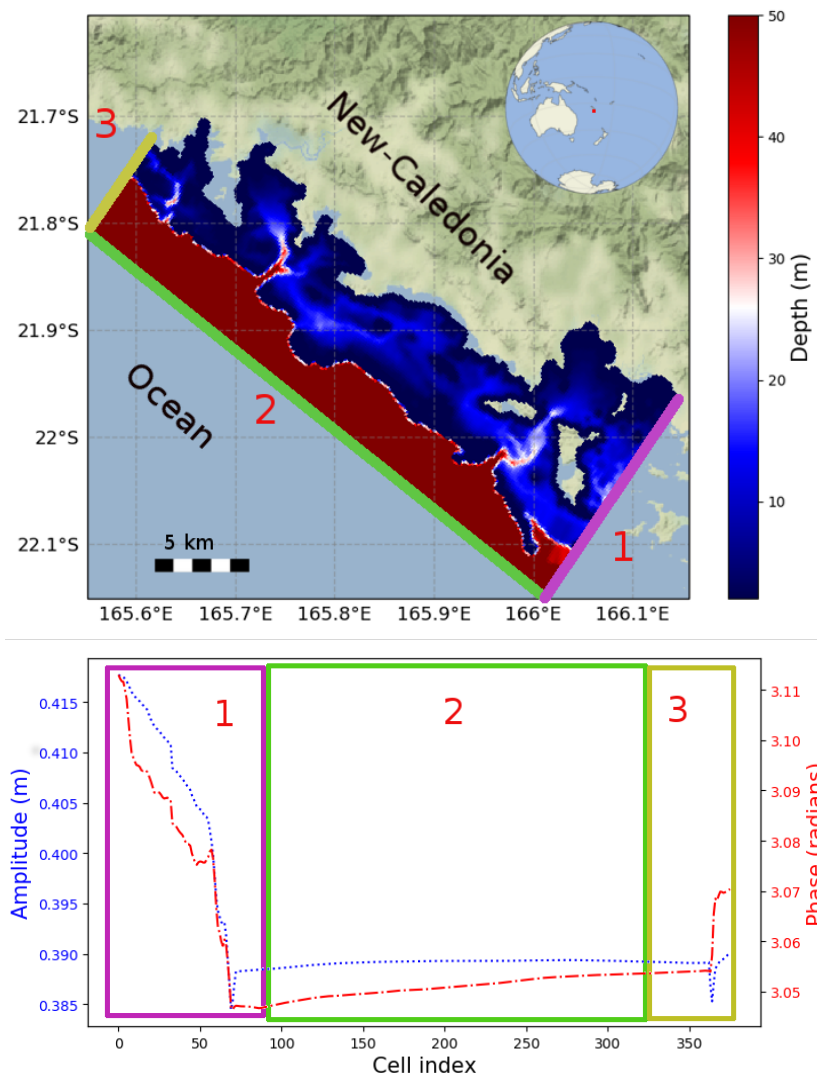 50
40
30
20
10
Depth (m)
21.7°S
21.8°S
21.9°S
22°S
22.1°S
3
New-Caledonia
Ocean
2
1
5 km
165.6°E 165.7°E 165.8°E 165.9°E 166°E 166.1°E
1
2
3
0.415
0.410
0.405
0.400
0.395
0.390
0.385
Amplitude (m)
3.11
3.10
3.09
3.08
3.07
3.06
3.05
Phase (radians)
0 50 100 150 200 250 300 350
Cell index